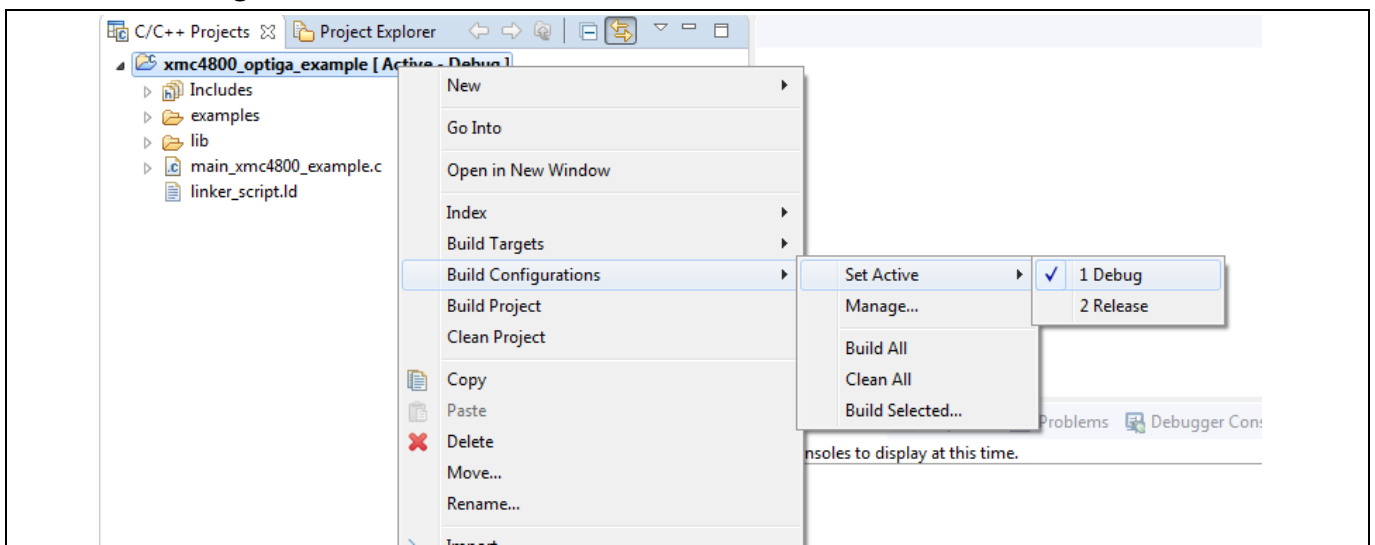 C/C++ Projects Project Explorer
xmc4800_optiga_example [ Active - Debug ]
Includes
examples
lib
main_xmc4800_example.c
linker_script.ld
New
Go Into
Open in New Window
Index
Build Targets
Build Configurations
Build Project
Clean Project
Copy
Paste
Delete
Move...
Rename...
Import
Set Active
Manage...
Build All
Clean All
Build Selected...
1 Debug
2 Release
Problems Debugger Cons
nsoles to display at this time.